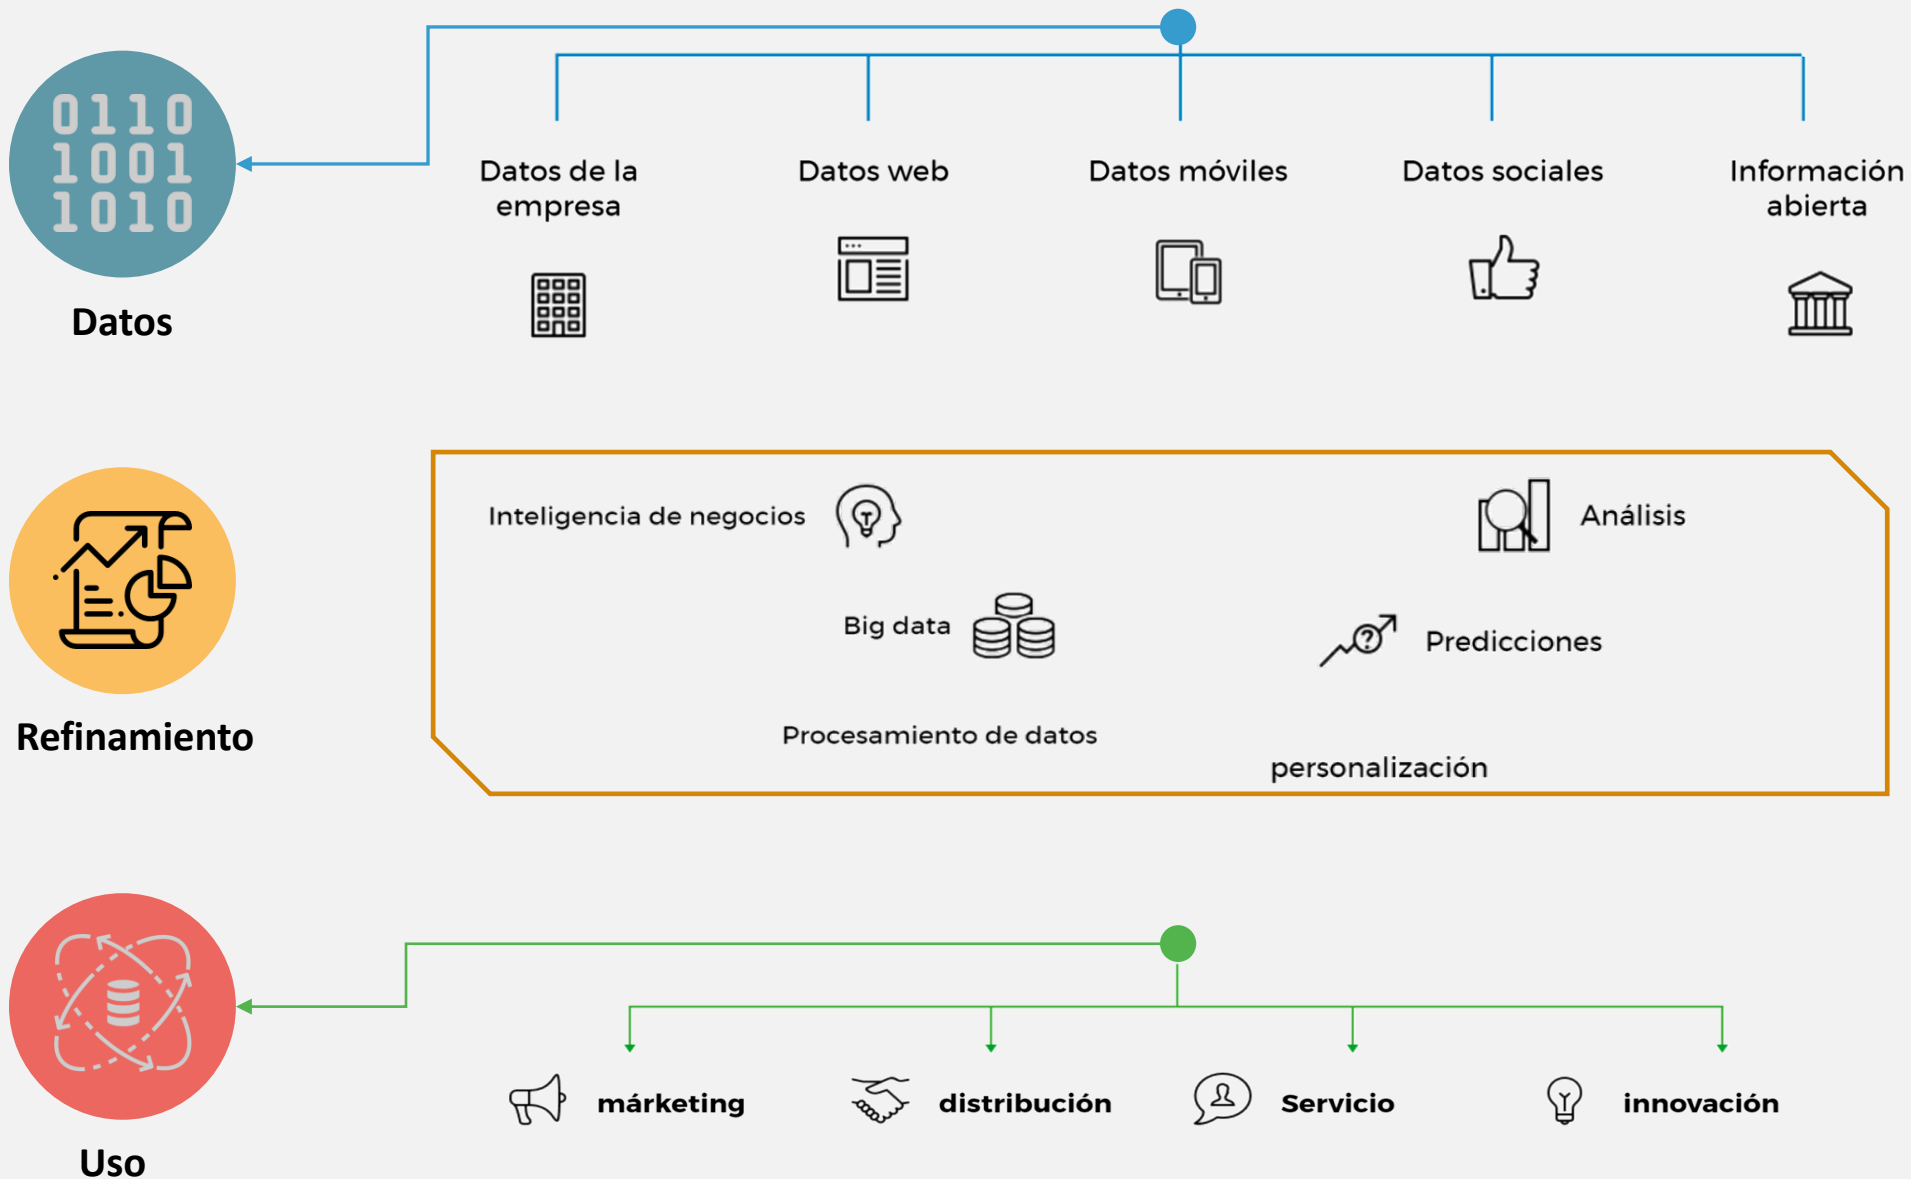 0110
1001
1010
Datos
Datos de la
empresa
Datos web
Datos móviles
Datos sociales
Información
abierta
Refinamiento
Inteligencia de negocios
Análisis
Big data
Predicciones
Procesamiento de datos
personalización
Uso
márketing
distribución
Servicio
innovación